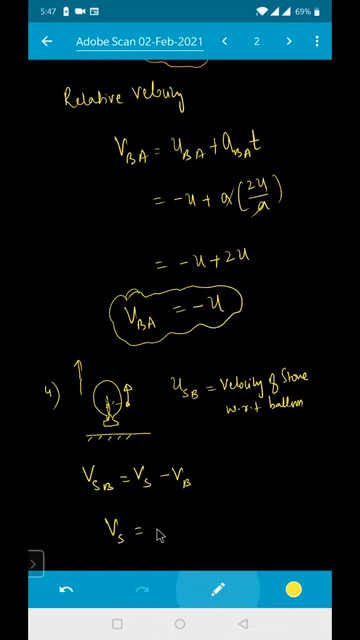 5:47 69%
Adobe Scan 02-Feb-2021 2
Relative Velocity
V_BA = u_BA + a_BA t
= -u + a (2u/a)
= -u + 2u
V_BA = -u
4) u_SB = Velocity of Stone
w.r.t balloon
V_SB = V_S - V_B
V_S =